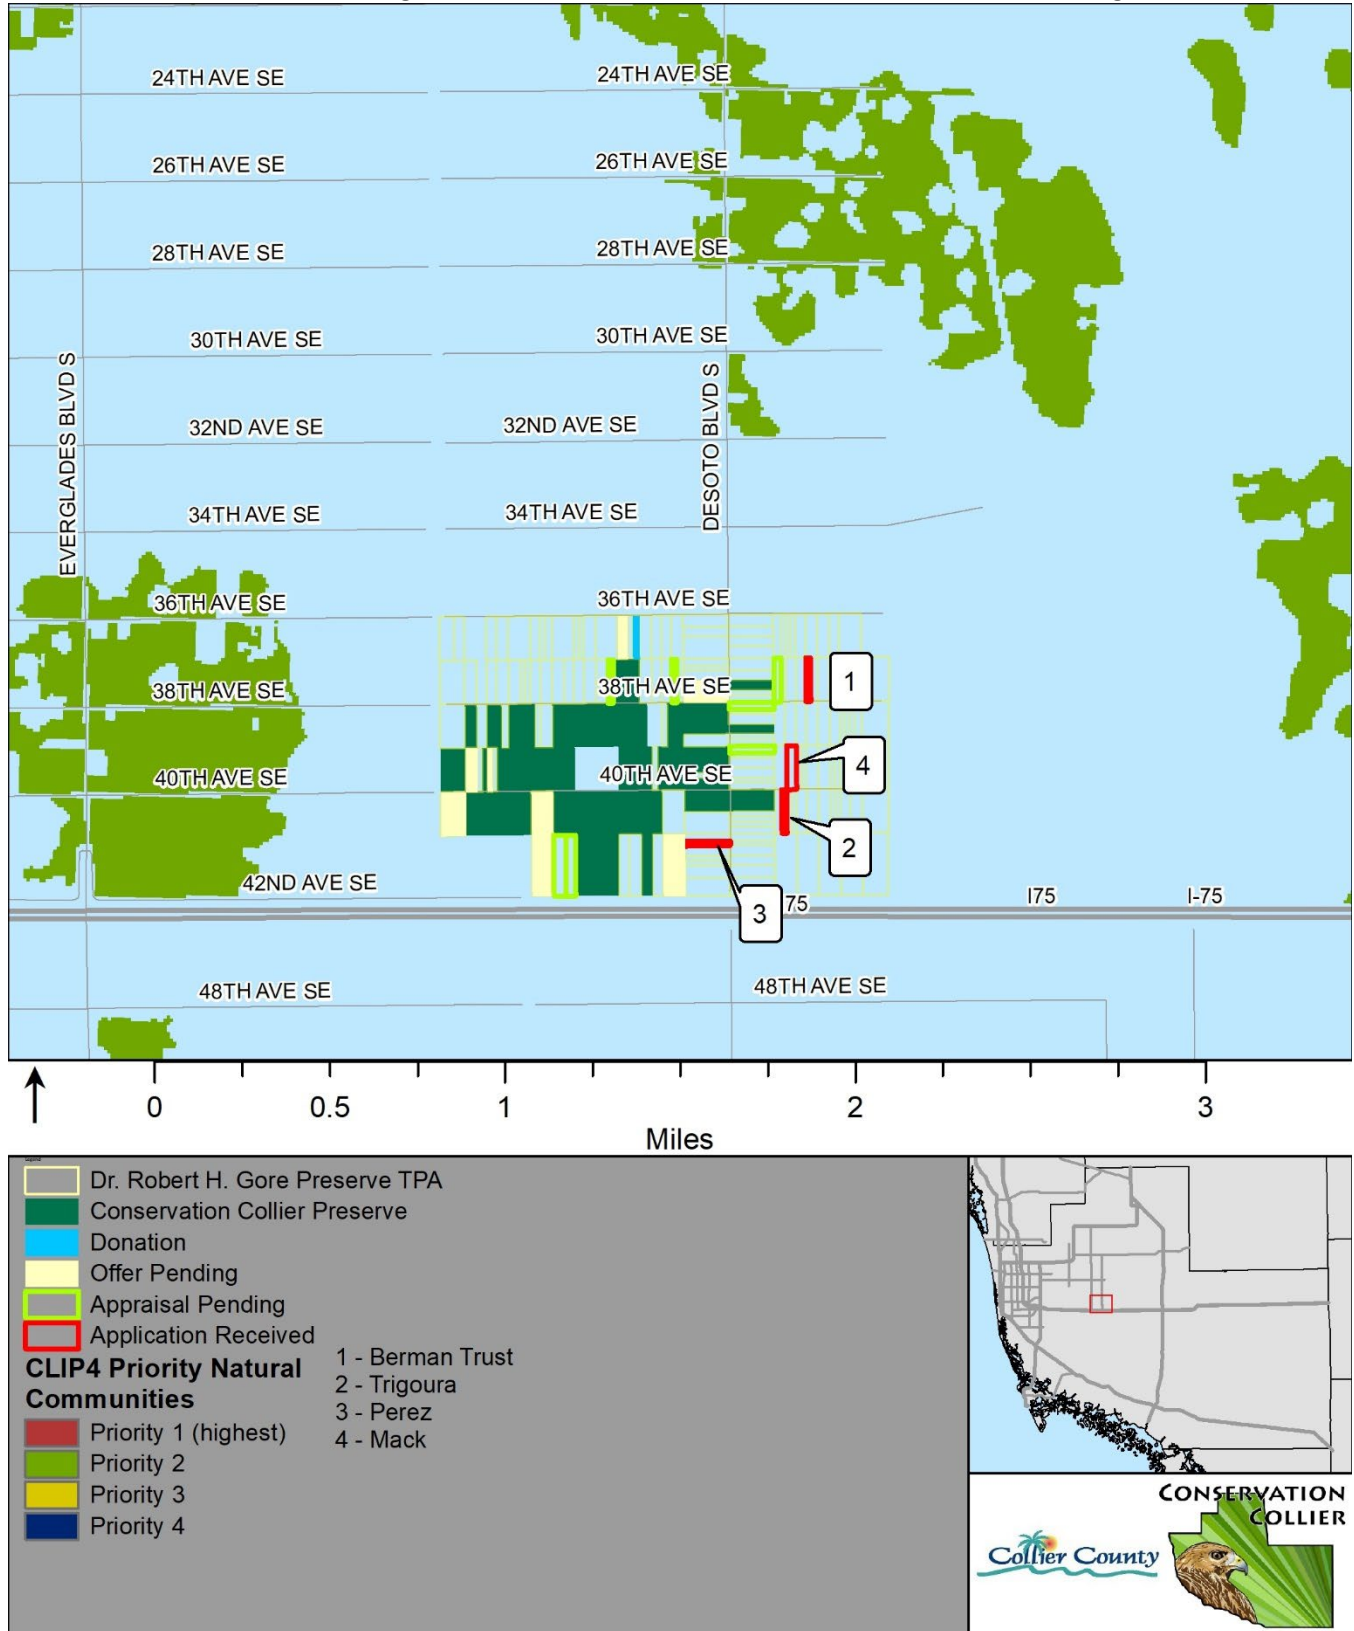 24TH AVE SE
24TH AVE SE
26TH AVE SE
26TH AVE SE
28TH AVE SE
28TH AVE SE
30TH AVE SE
30TH AVE SE
EVERGLADES BLVD S
DESOTO BLVD S
32ND AVE SE
32ND AVE SE
34TH AVE SE
34TH AVE SE
36TH AVE SE
36TH AVE SE
38TH AVE SE
38TH AVE SE
1
40TH AVE SE
40TH AVE SE
4
2
42ND AVE SE
3
75
I75
I-75
48TH AVE SE
48TH AVE SE
0
0.5
1
2
3
Miles
Dr. Robert H. Gore Preserve TPA
Conservation Collier Preserve
Donation
Offer Pending
Appraisal Pending
Application Received
CLIP4 Priority Natural
Communities
Priority 1 (highest)
Priority 2
Priority 3
Priority 4
1 - Berman Trust
2 - Trigoura
3 - Perez
4 - Mack
CONSERVATION
COLLIER
Collier County